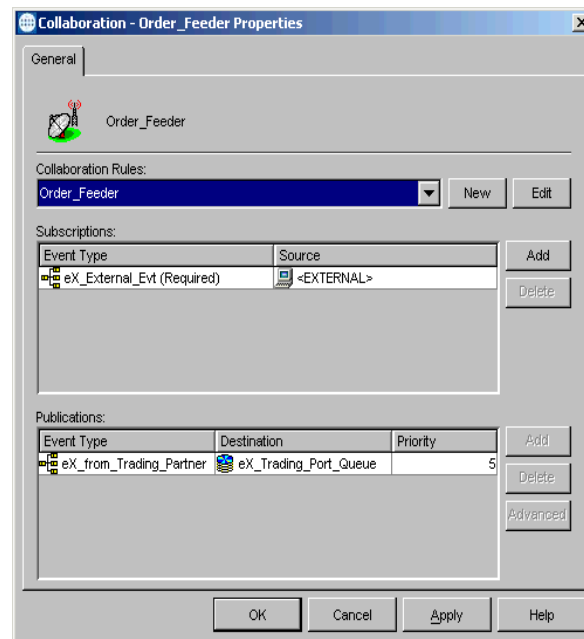 Collaboration - Order_Feeder Properties
General
Order_Feeder
Collaboration Rules:
Order_Feeder New Edit
Subscriptions:
Event Type Source Add
eX_External_Evt (Required) <EXTERNAL>
Delete
Publications:
Event Type Destination Priority Add
eX_from_Trading_Partner eX_Trading_Port_Queue 5
Delete
Advanced
OK Cancel Apply Help